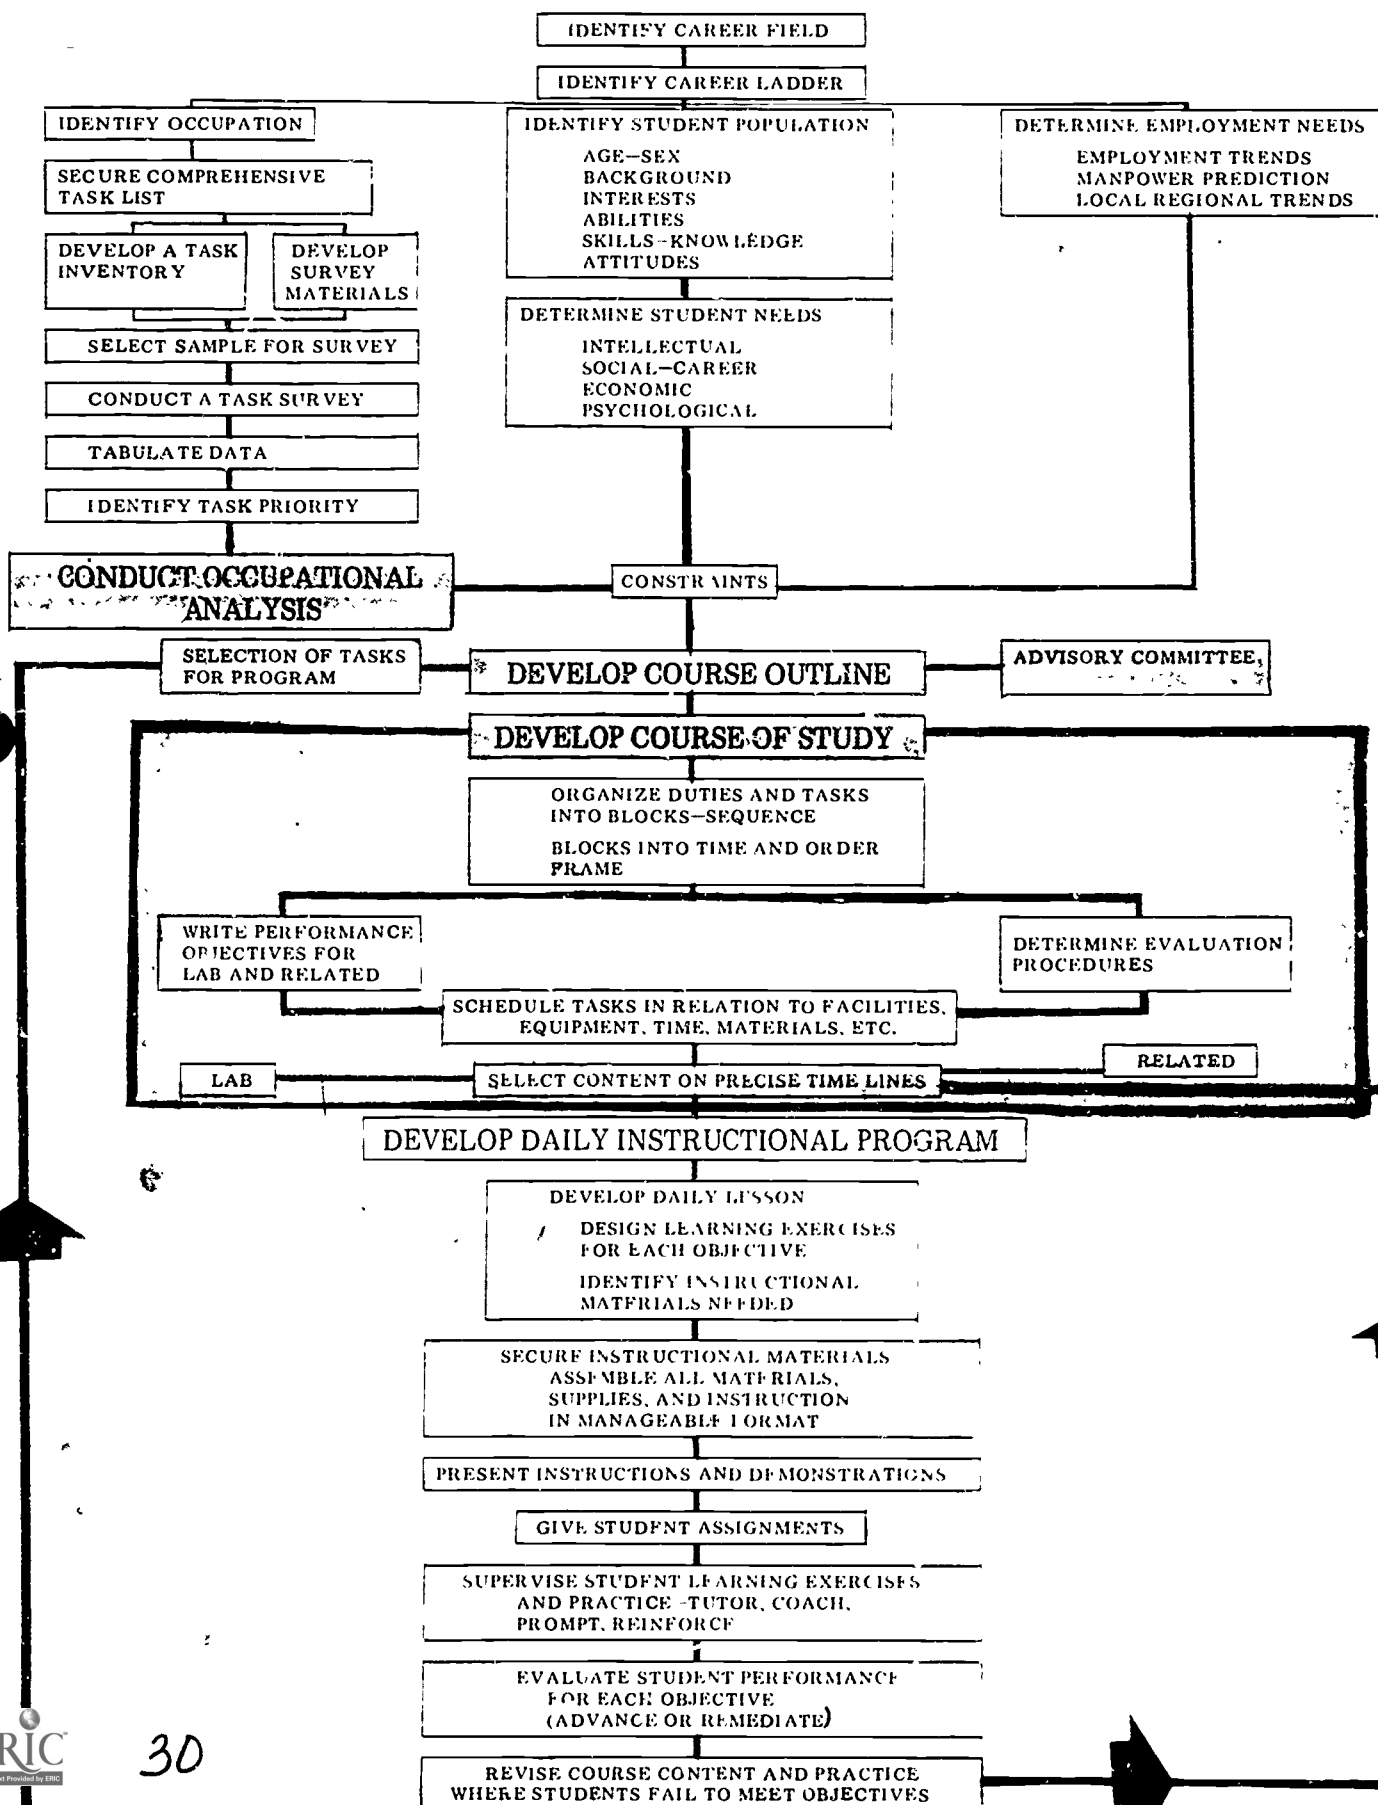 IDENTIFY CAREER FIELD
IDENTIFY CAREER LADDER
IDENTIFY OCCUPATION
SECURE COMPREHENSIVE
TASK LIST
DEVELOP A TASK
INVENTORY
DEVELOP
SURVEY
MATERIALS
SELECT SAMPLE FOR SURVEY
CONDUCT A TASK SURVEY
TABULATE DATA
IDENTIFY TASK PRIORITY
CONDUCT OCCUPATIONAL
ANALYSIS
IDENTIFY STUDENT POPULATION
AGE–SEX
BACKGROUND
INTERESTS
ABILITIES
SKILLS-KNOWLEDGE
ATTITUDES
DETERMINE STUDENT NEEDS
INTELLECTUAL
SOCIAL–CAREER
ECONOMIC
PSYCHOLOGICAL
DETERMINE EMPLOYMENT NEEDS
EMPLOYMENT TRENDS
MANPOWER PREDICTION
LOCAL REGIONAL TRENDS
CONSTRAINTS
SELECTION OF TASKS
FOR PROGRAM
DEVELOP COURSE OUTLINE
ADVISORY COMMITTEE,
DEVELOP COURSE OF STUDY
ORGANIZE DUTIES AND TASKS
INTO BLOCKS–SEQUENCE
BLOCKS INTO TIME AND ORDER
FRAME
WRITE PERFORMANCE
OBJECTIVES FOR
LAB AND RELATED
DETERMINE EVALUATION
PROCEDURES
SCHEDULE TASKS IN RELATION TO FACILITIES,
EQUIPMENT, TIME, MATERIALS, ETC.
LAB
SELECT CONTENT ON PRECISE TIME LINES
RELATED
DEVELOP DAILY INSTRUCTIONAL PROGRAM
DEVELOP DAILY LESSON
DESIGN LEARNING EXERCISES
FOR EACH OBJECTIVE
IDENTIFY INSTRUCTIONAL
MATERIALS NEEDED
SECURE INSTRUCTIONAL MATERIALS
ASSEMBLE ALL MATERIALS,
SUPPLIES, AND INSTRUCTION
IN MANAGEABLE FORMAT
PRESENT INSTRUCTIONS AND DEMONSTRATIONS
GIVE STUDENT ASSIGNMENTS
SUPERVISE STUDENT LEARNING EXERCISES
AND PRACTICE -TUTOR, COACH,
PROMPT, REINFORCE
EVALUATE STUDENT PERFORMANCE
FOR EACH OBJECTIVE
(ADVANCE OR REMEDIATE)
REVISE COURSE CONTENT AND PRACTICE
WHERE STUDENTS FAIL TO MEET OBJECTIVES
RIC
xt Provided by ERIC
30